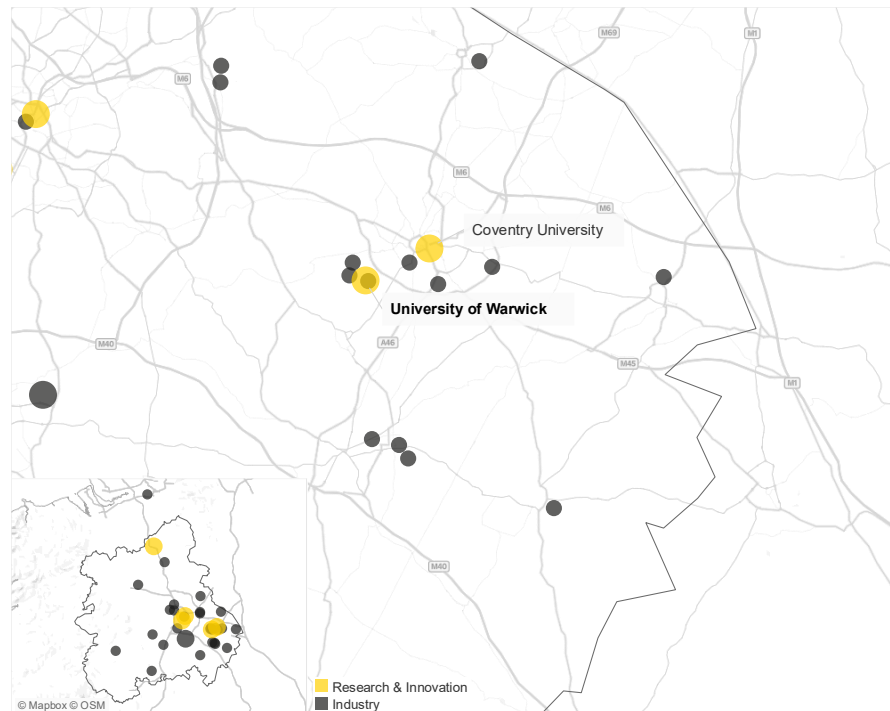 M1
M69
M6
M6
Coventry University
M6
University of Warwick
A46
M40
M45
M1
M40
Research & Innovation
Industry
© Mapbox © OSM